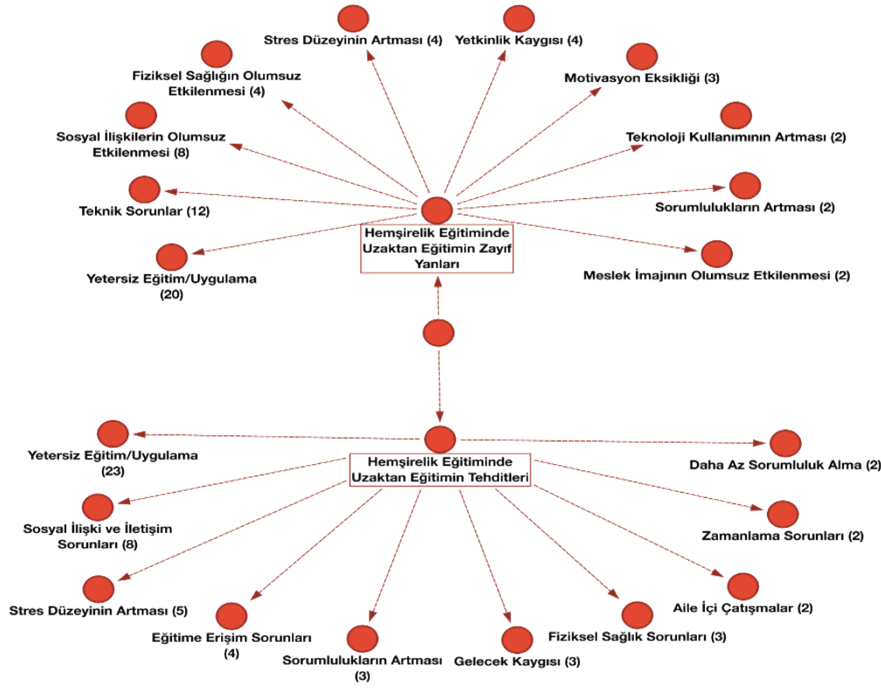 Stres Düzeyinin Artması (4)
Yetkinlik Kaygısı (4)
Fiziksel Sağlığın Olumsuz
Etkilenmesi (4)
Motivasyon Eksikliği (3)
Sosyal İlişkilerin Olumsuz
Etkilenmesi (8)
Teknoloji Kullanımının Artması (2)
Teknik Sorunlar (12)
Sorumlulukların Artması (2)
Hemşirelik Eğitiminde
Uzaktan Eğitimin Zayıf
Yanları
Yetersiz Eğitim/Uygulama
(20)
Meslek İmajının Olumsuz Etkilenmesi (2)
Yetersiz Eğitim/Uygulama
(23)
Hemşirelik Eğitiminde
Uzaktan Eğitimin Tehditleri
Daha Az Sorumluluk Alma (2)
Sosyal İlişki ve İletişim
Sorunları (8)
Zamanlama Sorunları (2)
Stres Düzeyinin Artması (5)
Aile İçi Çatışmalar (2)
Eğitime Erişim Sorunları
(4)
Sorumlulukların Artması
(3)
Gelecek Kaygısı (3)
Fiziksel Sağlık Sorunları (3)